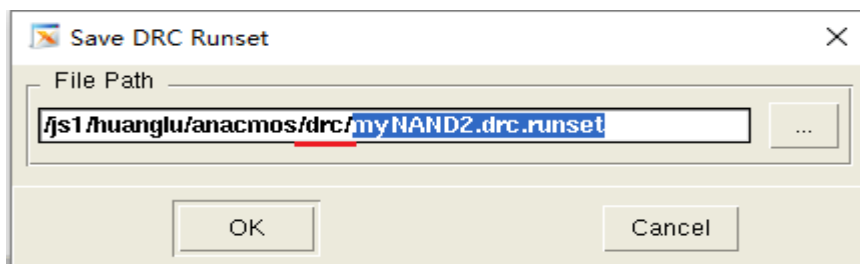 Save DRC Runset
File Path
/js1/huanglu/anacmos/drc/myNAND2.drc.runset
...
OK
Cancel